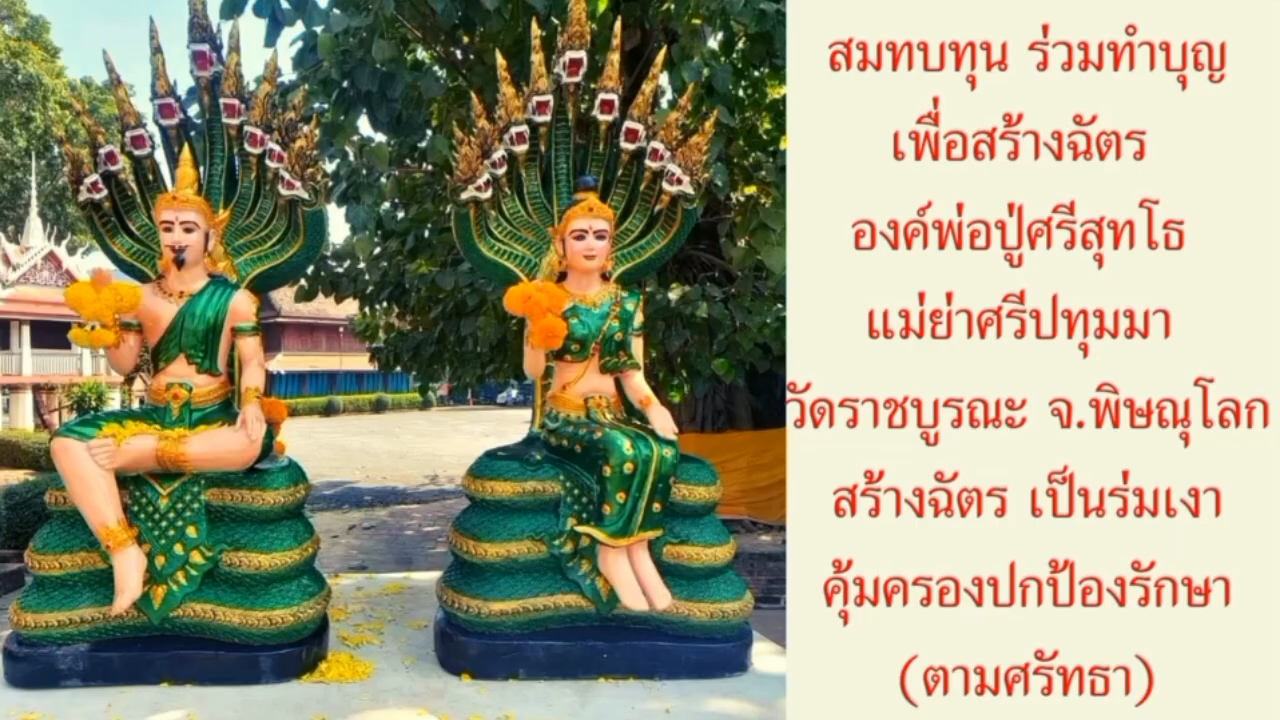 สมทบทุน ร่วมทำบุญ
เพื่อสร้างฉัตร
องค์พ่อปู่ศรีสุทโธ
แม่ย่าศรีปทุมมา
วัดราชบูรณะ จ.พิษณุโลก
สร้างฉัตร เป็นร่มเงา
คุ้มครองปกป้องรักษา
(ตามศรัทธา)